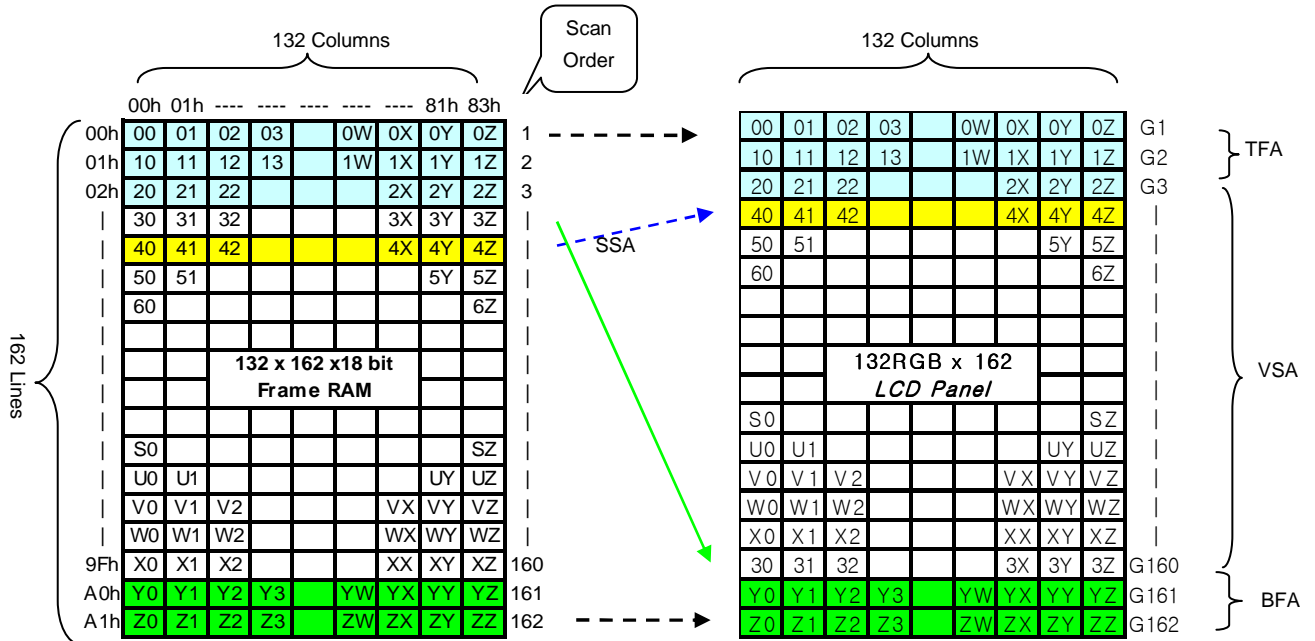 Scan
Order
132 Columns
00h 01h ---- ---- ---- ---- 81h 83h
00h 00 01 02 03 0W 0X 0Y 0Z 1
01h 10 11 12 13 1W 1X 1Y 1Z 2
02h 20 21 22 2X 2Y 2Z 3
30 31 32 3X 3Y 3Z
40 41 42 4X 4Y 4Z
50 51 5Y 5Z
60 6Z
132 x 162 x18 bit
Frame RAM
S0 SZ
U0 U1 UY UZ
V0 V1 V2 VX VY VZ
W0 W1 W2 WX WY WZ
9Fh X0 X1 X2 XX XY XZ 160
A0h Y0 Y1 Y2 Y3 YW YX YY YZ 161
A1h Z0 Z1 Z2 Z3 ZW ZX ZY ZZ 162
162 Lines
SSA
132 Columns
00 01 02 03 0W 0X 0Y 0Z G1
10 11 12 13 1W 1X 1Y 1Z G2
20 21 22 2X 2Y 2Z G3
40 41 42 4X 4Y 4Z
50 51 5Y 5Z
60 6Z
132RGB x 162
LCD Panel
S0 SZ
U0 U1 UY UZ
V0 V1 V2 VX VY VZ
W0 W1 W2 WX WY WZ
X0 X1 X2 XX XY XZ
30 31 32 3X 3Y 3Z G160
Y0 Y1 Y2 Y3 YW YX YY YZ G161
Z0 Z1 Z2 Z3 ZW ZX ZY ZZ G162
TFA
VSA
BFA